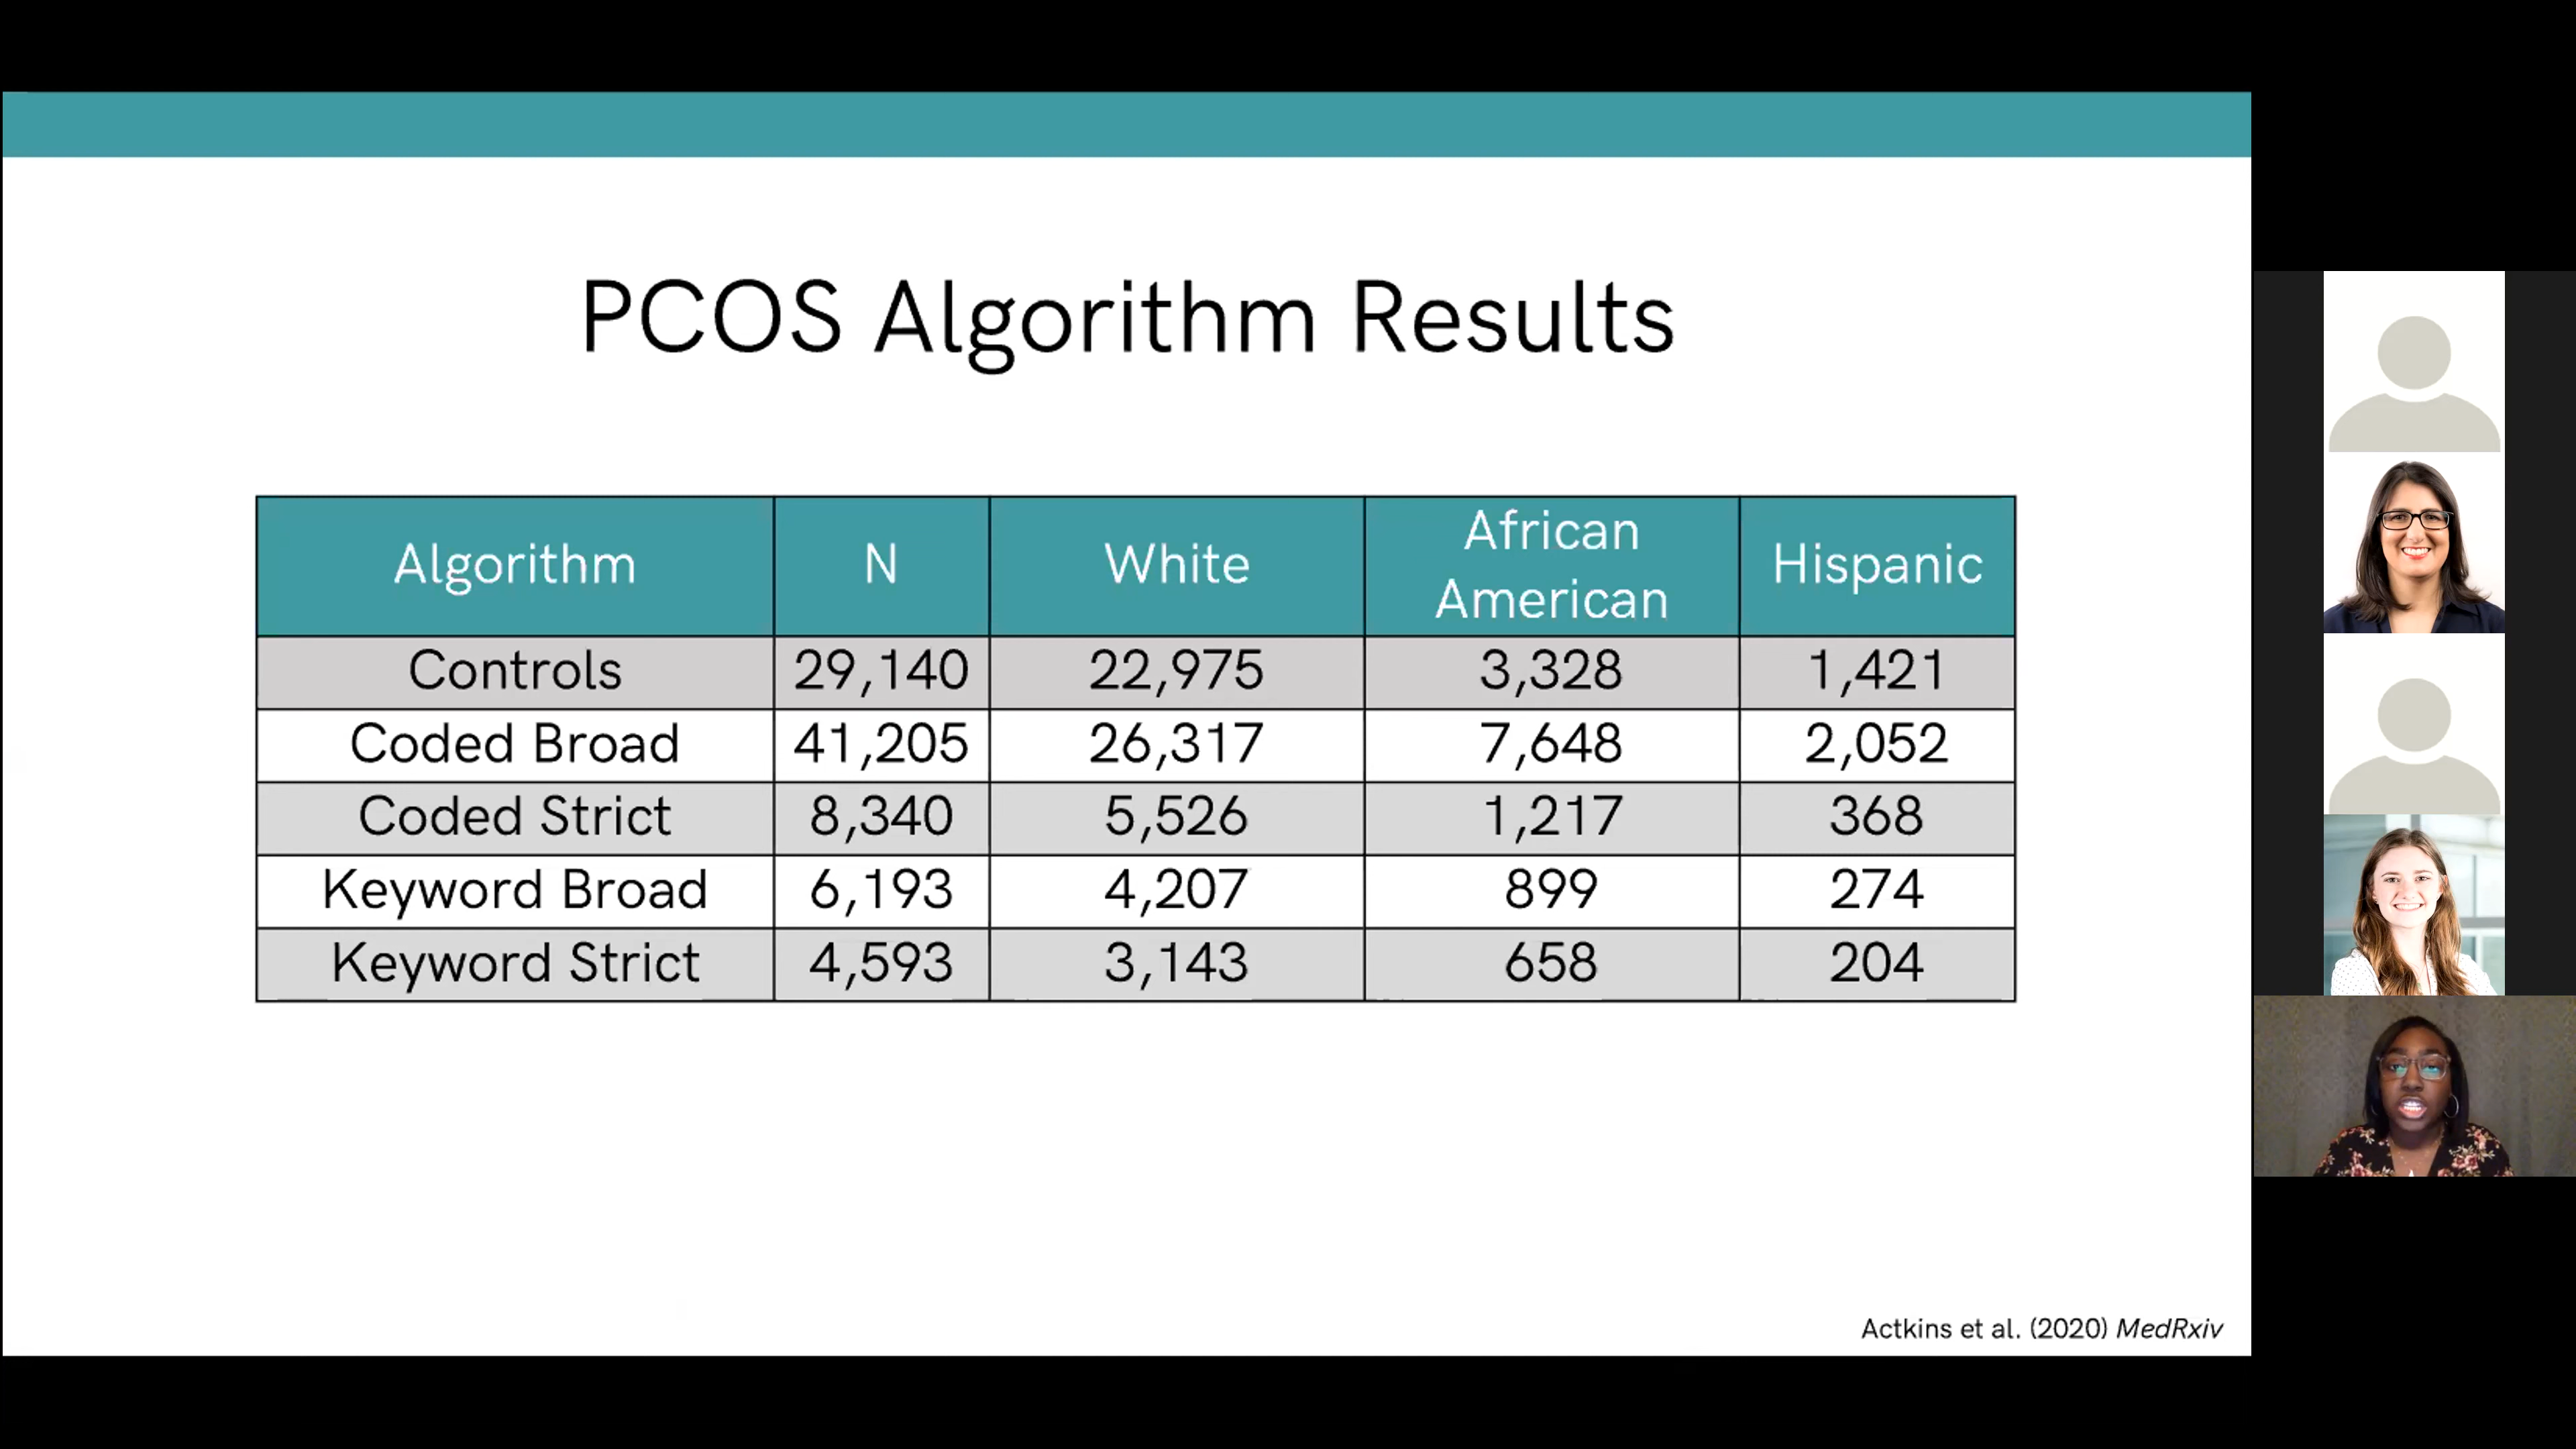 PCOS Algorithm Results
Algorithm N White African American Hispanic
Controls 29,140 22,975 3,328 1,421
Coded Broad 41,205 26,317 7,648 2,052
Coded Strict 8,340 5,526 1,217 368
Keyword Broad 6,193 4,207 899 274
Keyword Strict 4,593 3,143 658 204
Actkins et al. (2020) MedRxiv